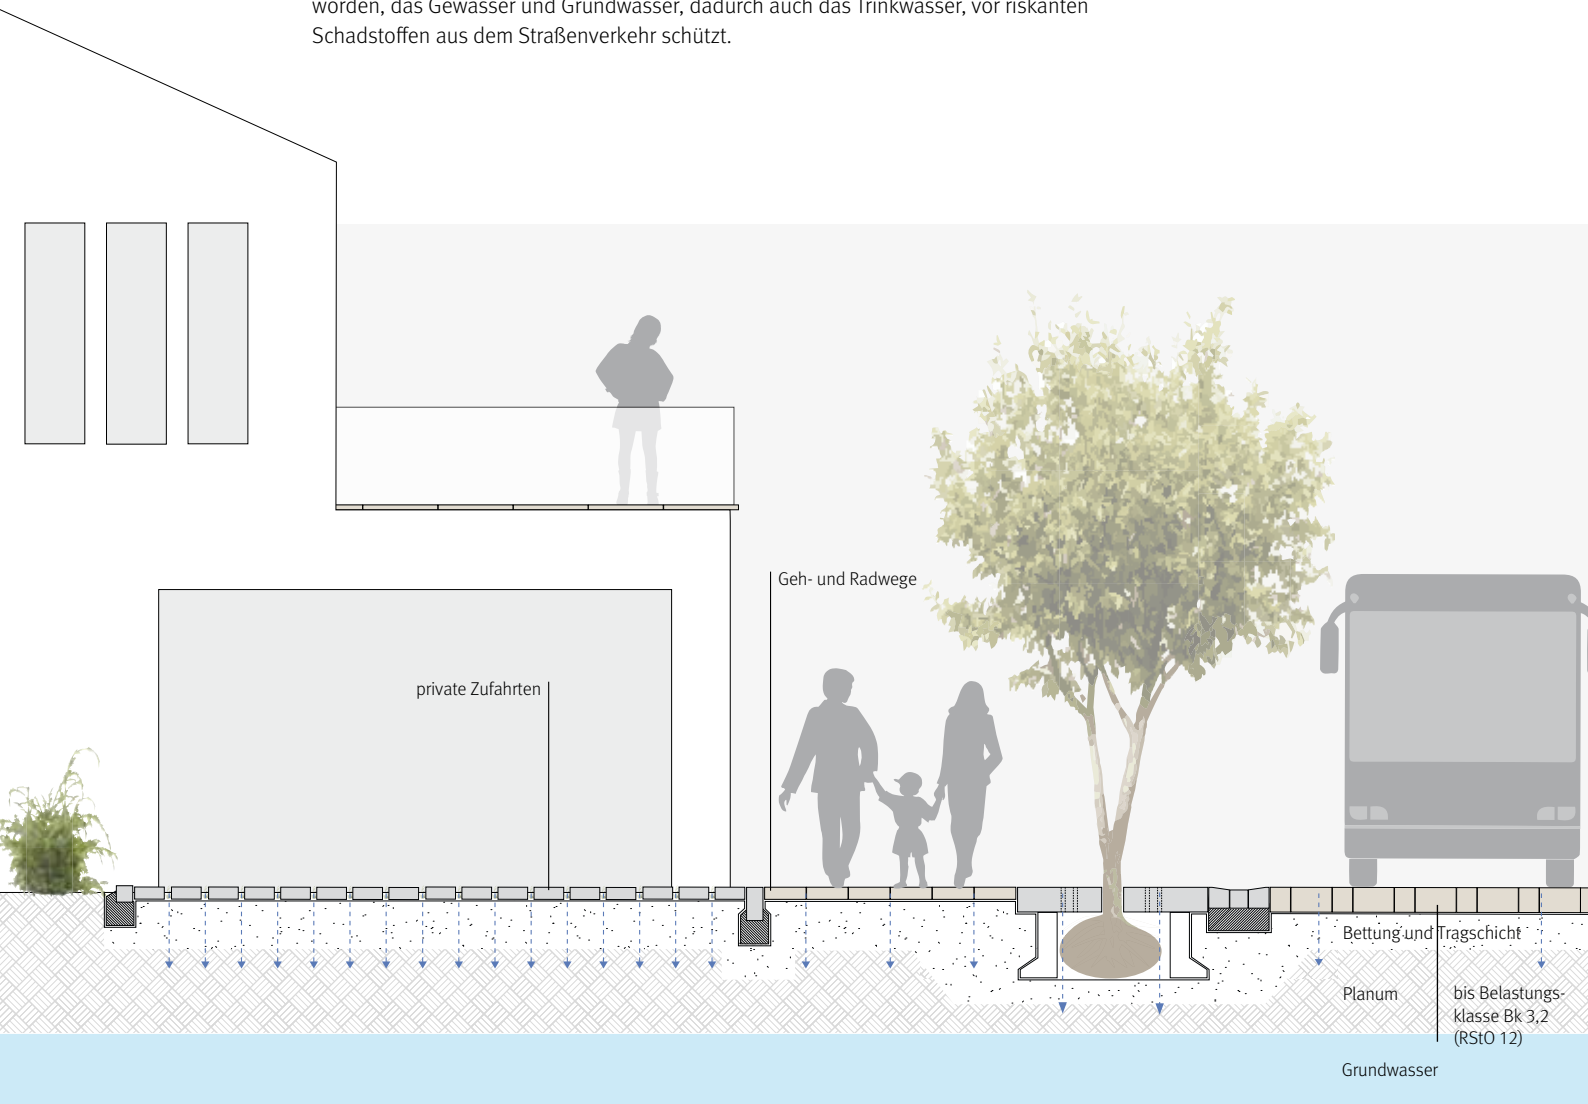 worden, das Gewässer und Grundwasser, dadurch auch das Trinkwasser, vor riskanten
Schadstoffen aus dem Straßenverkehr schützt.
Geh- und Radwege
private Zufahrten
Bettung und Tragschicht
Planum
bis Belastungs-
klasse Bk 3,2
(RStO 12)
Grundwasser